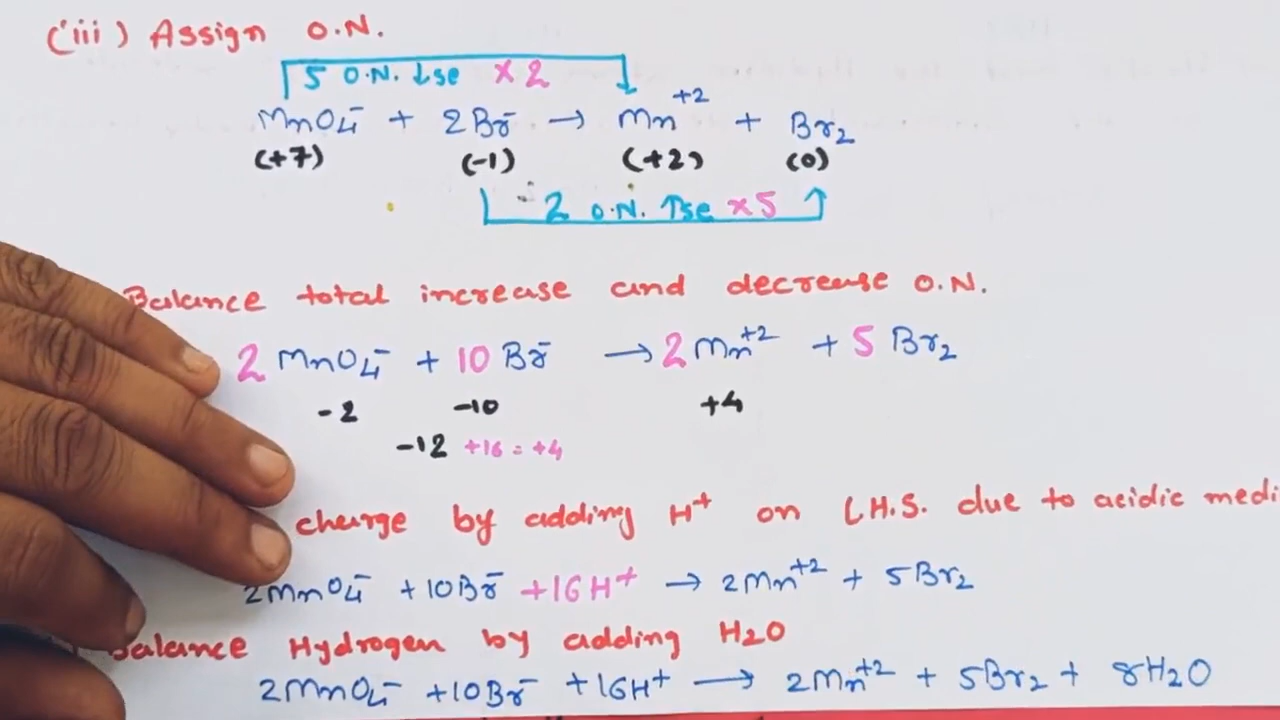 (iii) Assign O.N.
5 O.N. ↓se ×2
MnO₄⁻ + 2Br⁻ → Mn⁺² + Br₂
(+7) (-1) (+2) (0)
2 O.N. ↑se ×5
Balance total increase and decrease O.N.
2 MnO₄⁻ + 10 Br⁻ → 2 Mn⁺² + 5 Br₂
-2 -10 +4
-12 +16 = +4
charge by adding H⁺ on L.H.S. due to acidic medi
2MnO₄⁻ + 10Br⁻ + 16H⁺ → 2Mn⁺² + 5Br₂
Balance Hydrogen by adding H₂O
2MnO₄⁻ + 10Br⁻ + 16H⁺ → 2Mn⁺² + 5Br₂ + 8H₂O